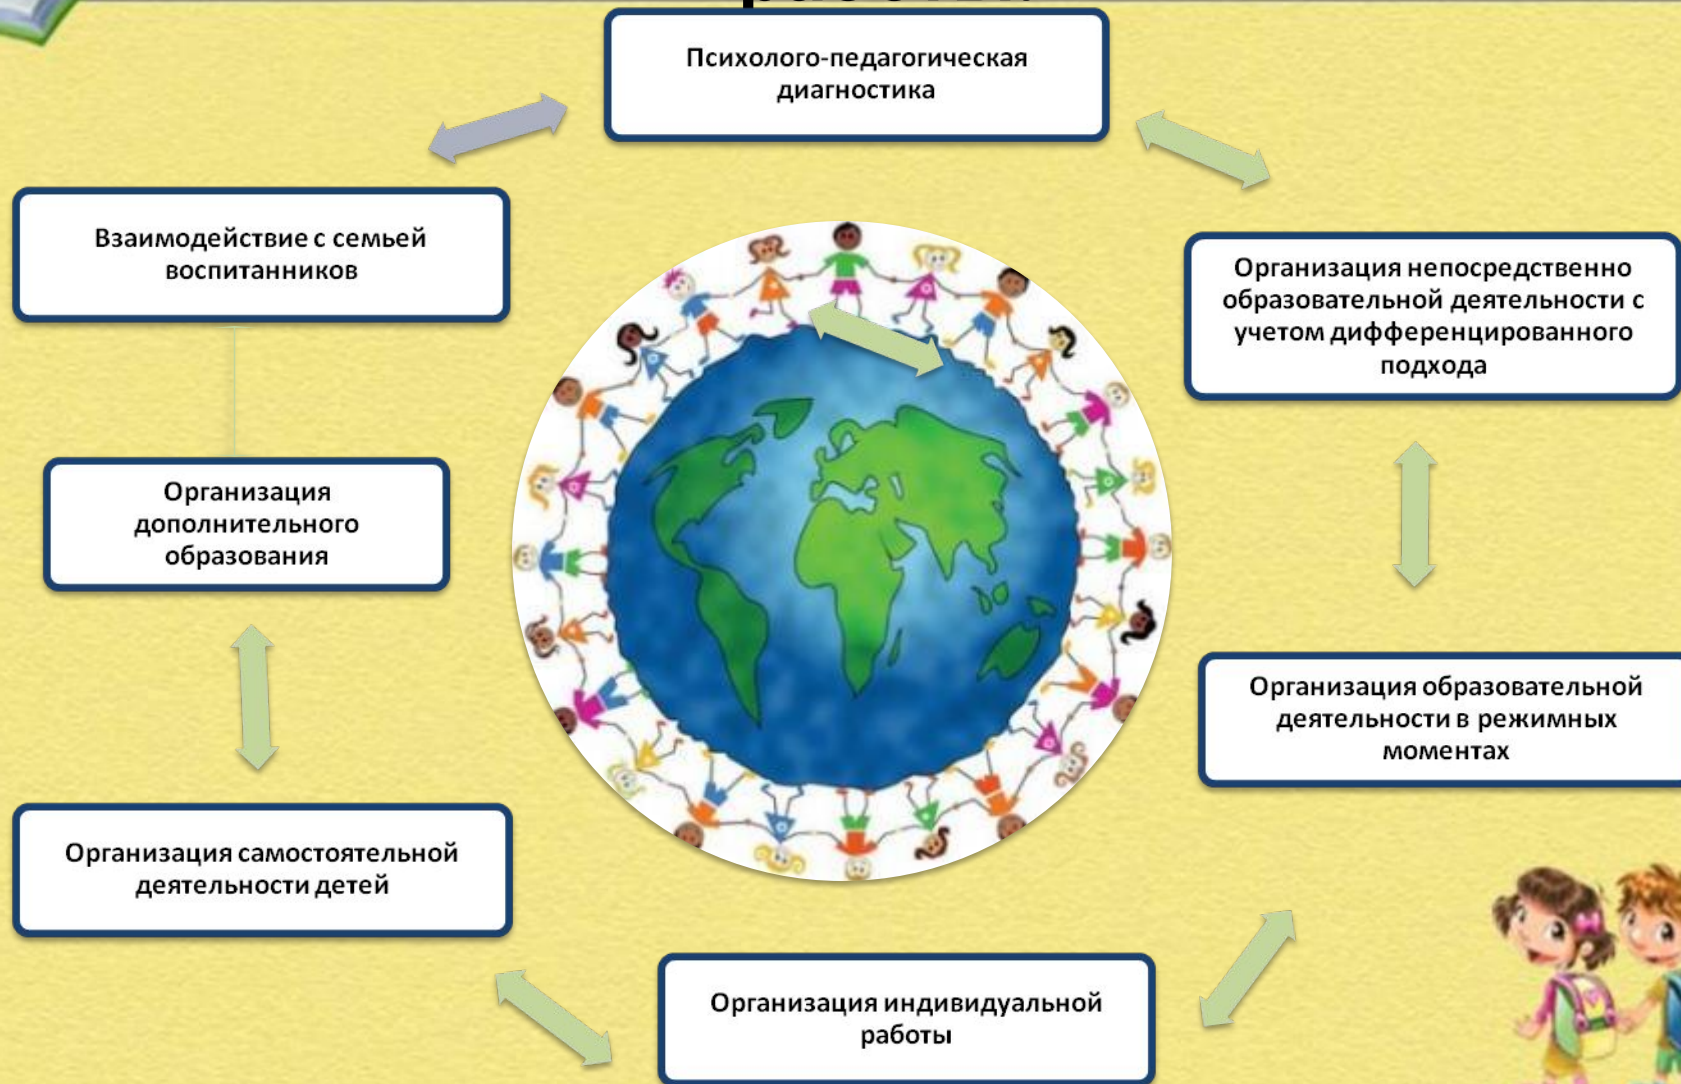 Психолого-педагогическая
диагностика
Взаимодействие с семьей
воспитанников
Организация непосредственно
образовательной деятельности с
учетом дифференцированного
подхода
Организация
дополнительного
образования
Организация образовательной
деятельности в режимных
моментах
Организация самостоятельной
деятельности детей
Организация индивидуальной
работы